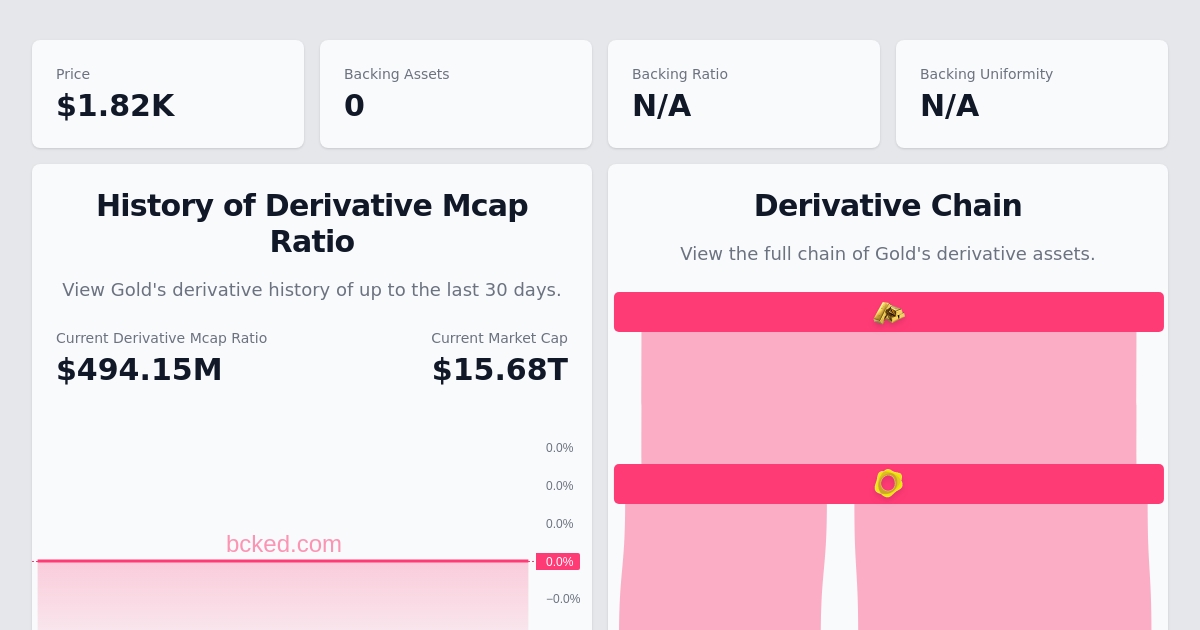 Price
$1.82K
Backing Assets
0
Backing Ratio
N/A
Backing Uniformity
N/A
History of Derivative Mcap
Ratio
View Gold's derivative history of up to the last 30 days.
Current Derivative Mcap Ratio
$494.15M
Current Market Cap
$15.68T
0.0%
0.0%
0.0%
bcked.com
0.0%
−0.0%
Derivative Chain
View the full chain of Gold's derivative assets.